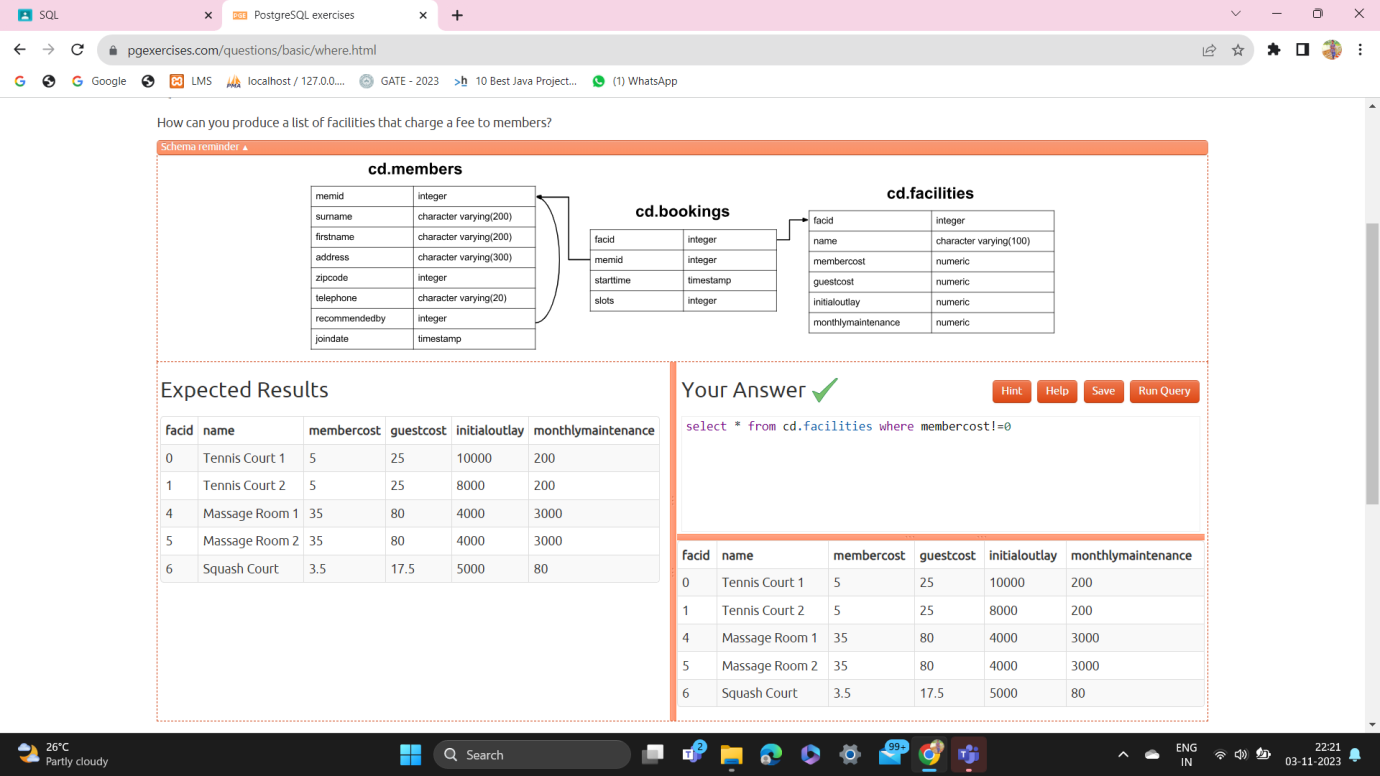 SQL
PostgreSQL exercises
pgexercises.com/questions/basic/where.html
G Google LMS localhost / 127.0.0.... GATE - 2023 >h 10 Best Java Project... (1) WhatsApp
How can you produce a list of facilities that charge a fee to members?
Schema reminder ▴
cd.members
memid integer
surname character varying(200)
firstname character varying(200)
address character varying(300)
zipcode integer
telephone character varying(20)
recommendedby integer
joindate timestamp
cd.bookings
facid integer
memid integer
starttime timestamp
slots integer
cd.facilities
facid integer
name character varying(100)
membercost numeric
guestcost numeric
initialoutlay numeric
monthlymaintenance numeric
Expected Results
facid name membercost guestcost initialoutlay monthlymaintenance
0 Tennis Court 1 5 25 10000 200
1 Tennis Court 2 5 25 8000 200
4 Massage Room 1 35 80 4000 3000
5 Massage Room 2 35 80 4000 3000
6 Squash Court 3.5 17.5 5000 80
Your Answer
Hint Help Save Run Query
select * from cd.facilities where membercost!=0
facid name membercost guestcost initialoutlay monthlymaintenance
0 Tennis Court 1 5 25 10000 200
1 Tennis Court 2 5 25 8000 200
4 Massage Room 1 35 80 4000 3000
5 Massage Room 2 35 80 4000 3000
6 Squash Court 3.5 17.5 5000 80
26°C
Partly cloudy
Search
2
99+
ENG
IN
22:21
03-11-2023